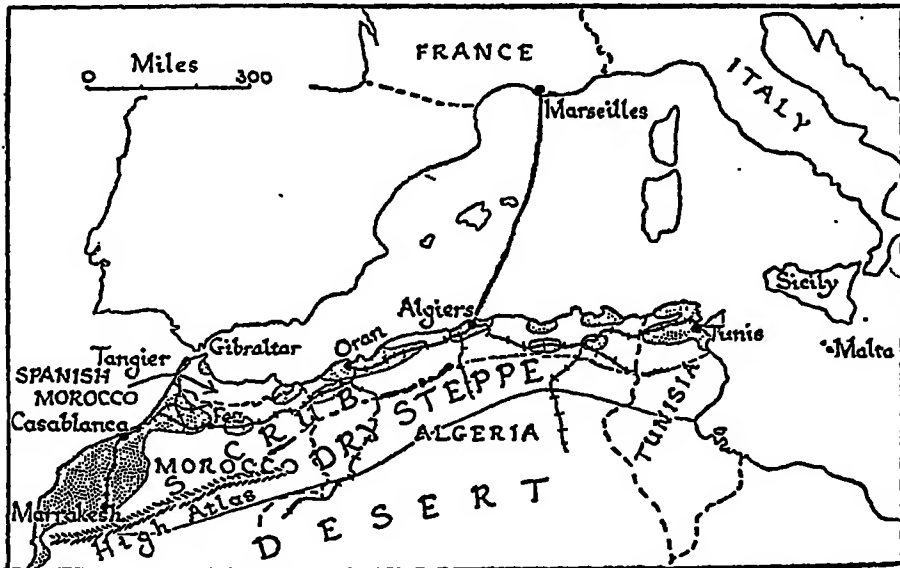 FRANCE
Miles
0 300
Marseilles
ITALY
Sicily
Malta
Algiers
Oran
Tunis
Gibraltar
Tangier
SPANISH
MOROCCO
Fez
Casablanca
SCRUB
DRY STEPPE
ALGERIA
TUNISIA
MOROCCO
Marrakesh
High Atlas
DESERT